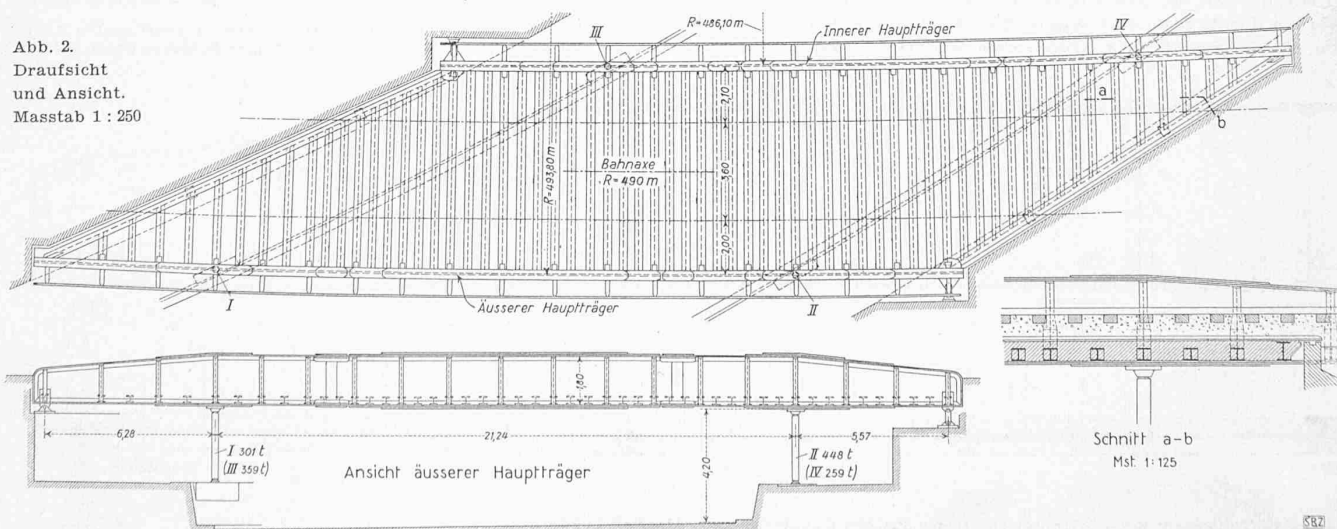 Abb. 2.
Draufsicht
und Ansicht.
Masstab 1 : 250
III
R=486,10 m
Innerer Hauptträger
IV
a
b
2,10
R=493,80 m
Bahnaxe
R=490 m
3,60
2,00
I
Äusserer Hauptträger
II
1,80
6,28
21,24
5,57
I 301 t
(III 359 t)
Ansicht äusserer Hauptträger
4,20
II 448 t
(IV 259 t)
Schnitt a-b
Mst. 1:125
SBZ